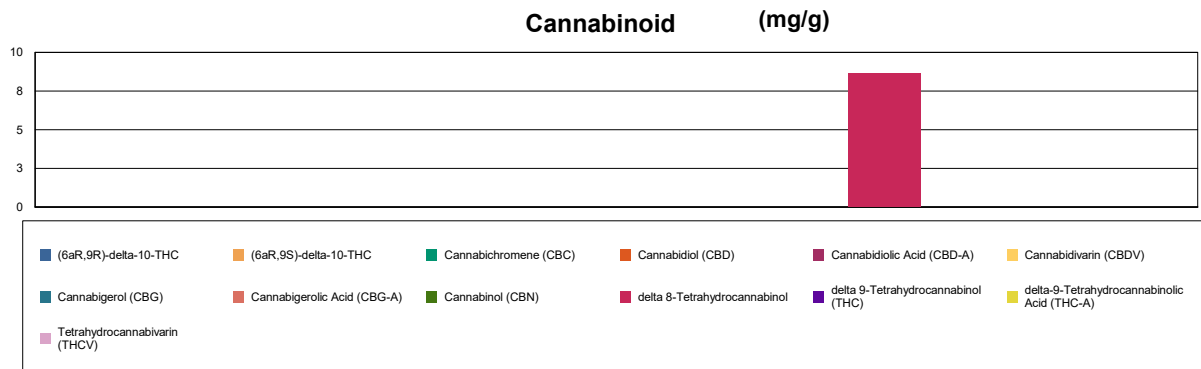 Cannabinoid (mg/g)
10
8
5
3
0
(6aR,9R)-delta-10-THC (6aR,9S)-delta-10-THC Cannabichromene (CBC) Cannabidiol (CBD) Cannabidiolic Acid (CBD-A) Cannabidivarin (CBDV)
Cannabigerol (CBG) Cannabigerolic Acid (CBG-A) Cannabinol (CBN) delta 8-Tetrahydrocannabinol delta 9-Tetrahydrocannabinol
(THC) delta-9-Tetrahydrocannabinolic
Acid (THC-A)
Tetrahydrocannabivarin
(THCV)